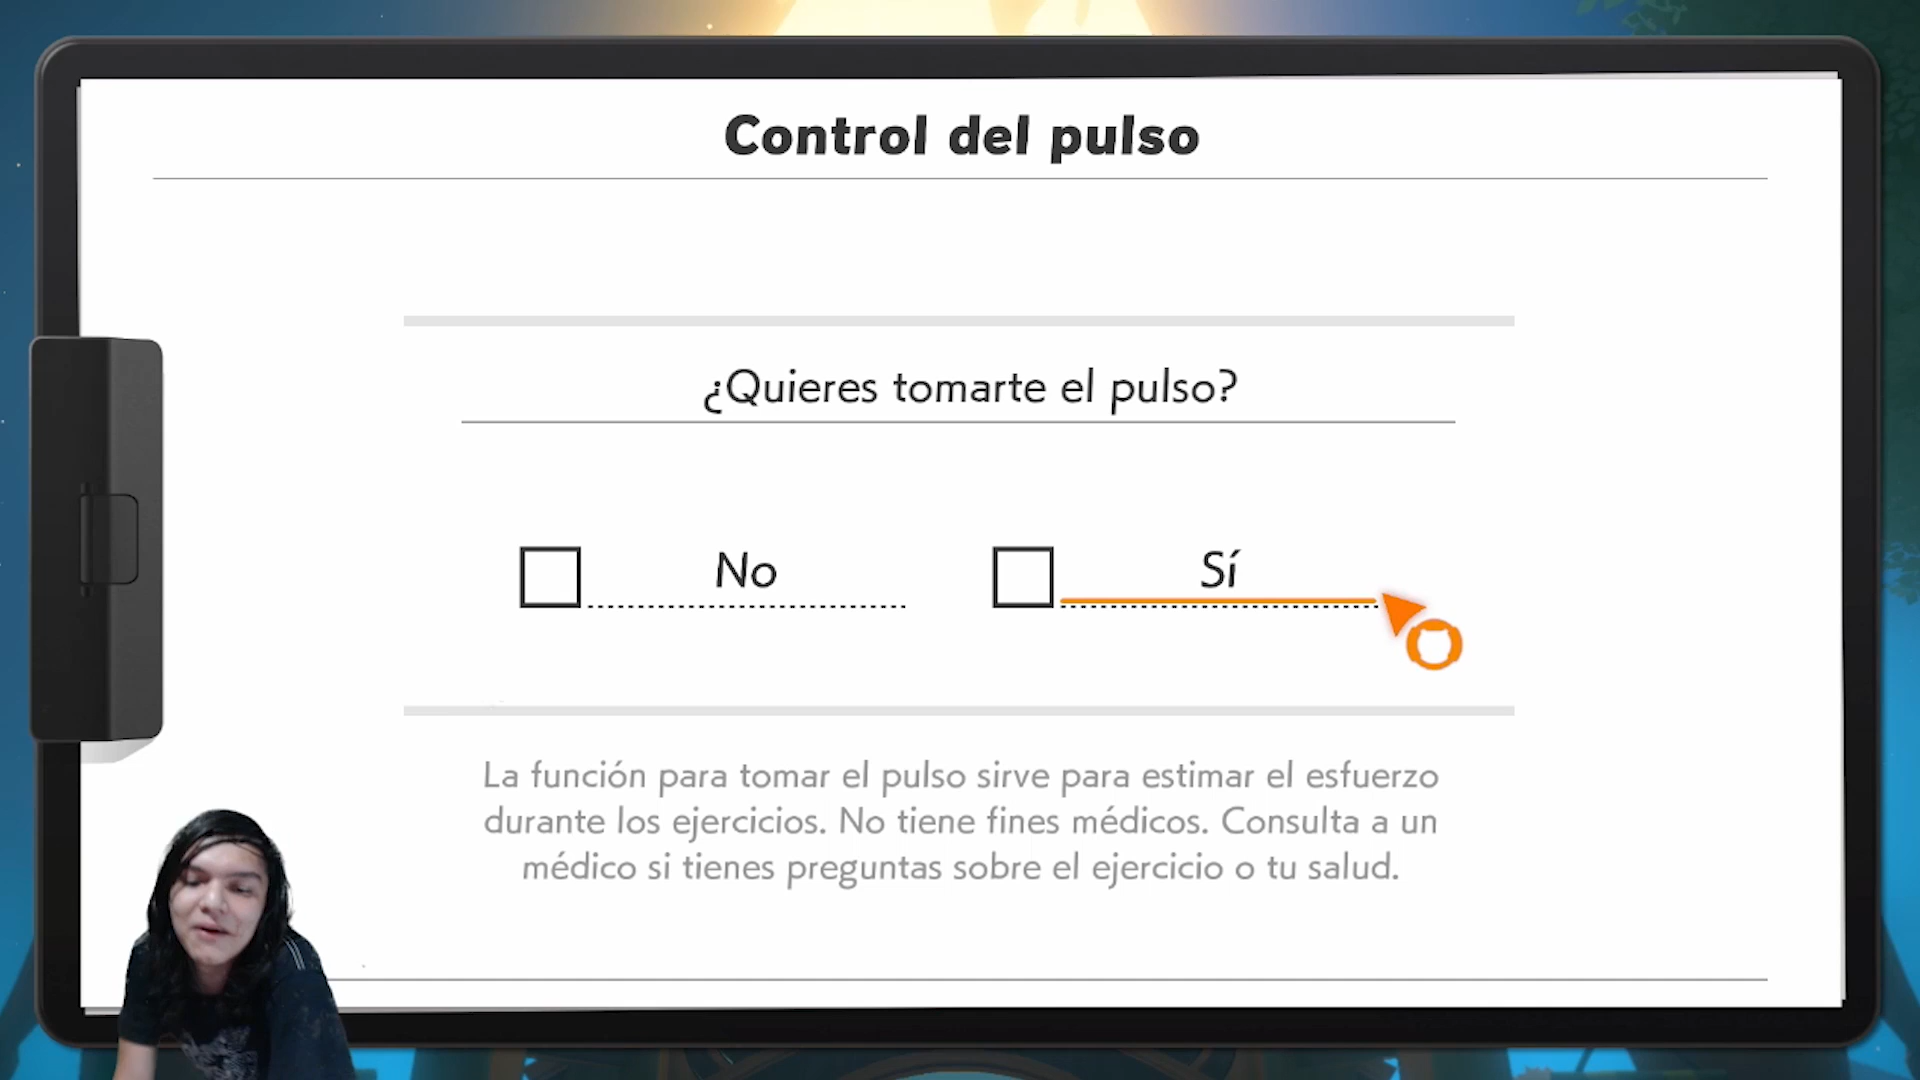 Control del pulso
¿Quieres tomarte el pulso?
No
Sí
La función para tomar el pulso sirve para estimar el esfuerzo
durante los ejercicios. No tiene fines médicos. Consulta a un
médico si tienes preguntas sobre el ejercicio o tu salud.